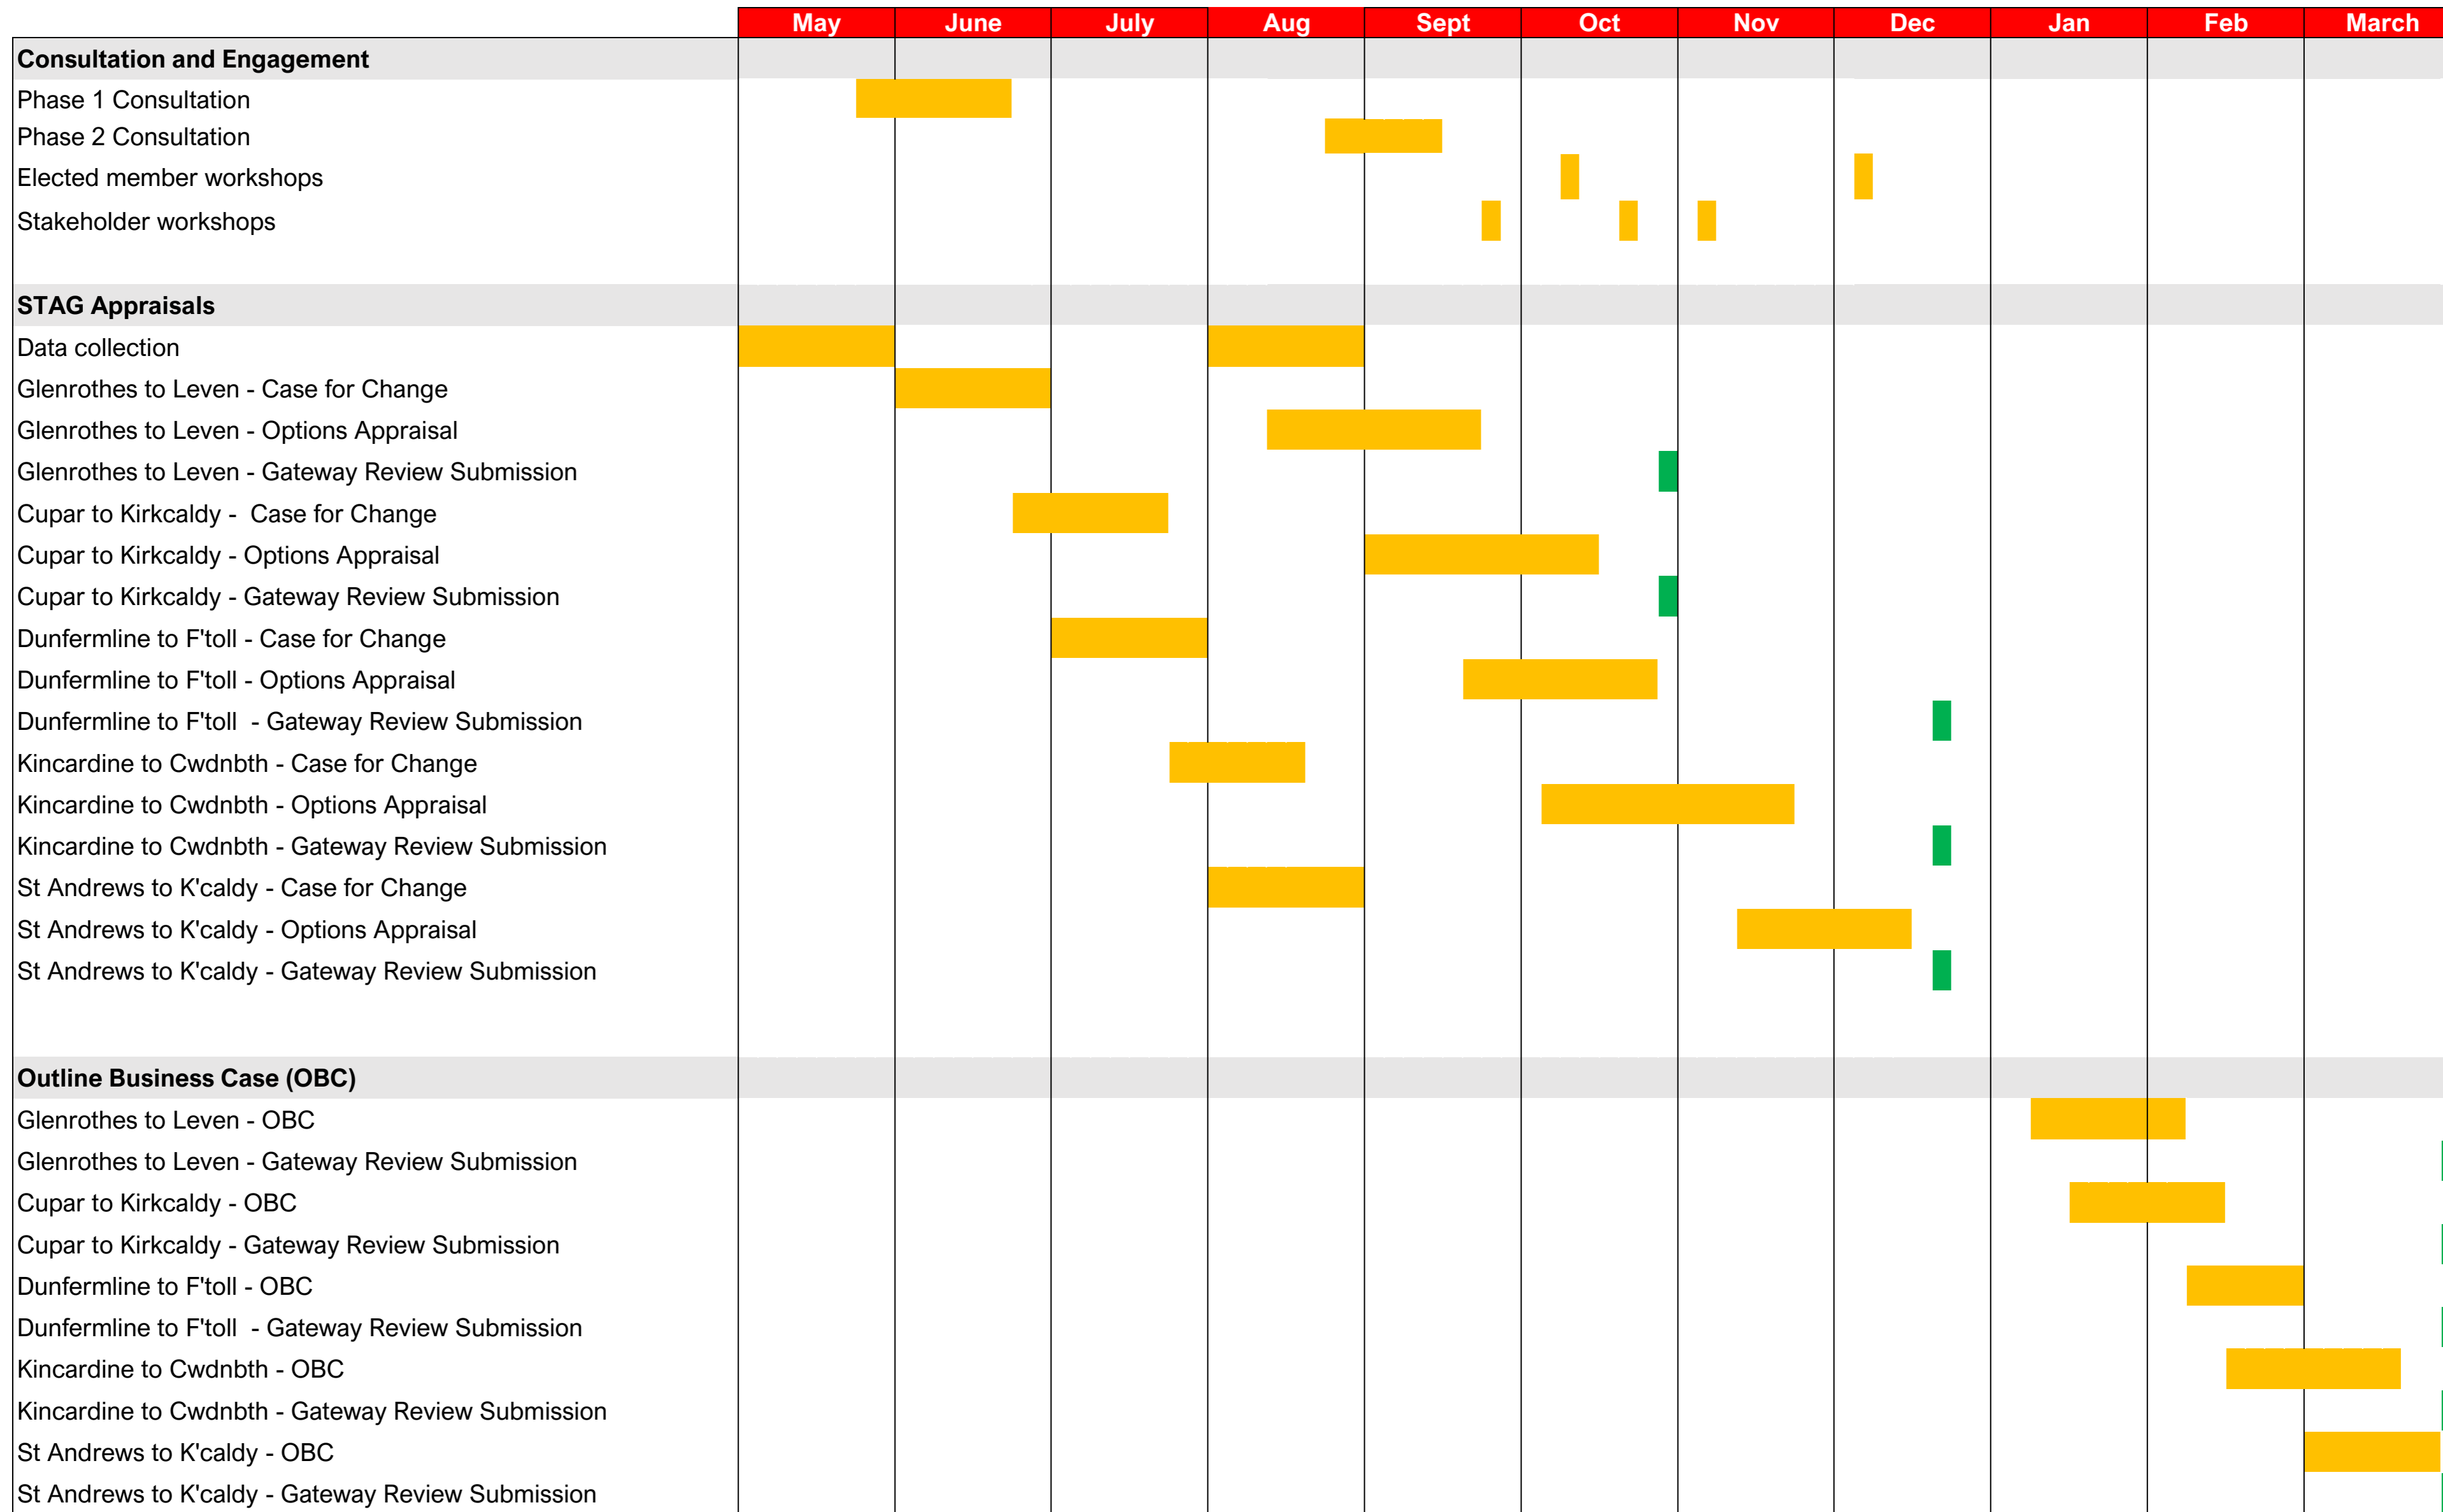 May June July Aug Sept Oct Nov Dec Jan Feb March
Consultation and Engagement
Phase 1 Consultation
Phase 2 Consultation
Elected member workshops
Stakeholder workshops
STAG Appraisals
Data collection
Glenrothes to Leven - Case for Change
Glenrothes to Leven - Options Appraisal
Glenrothes to Leven - Gateway Review Submission
Cupar to Kirkcaldy -  Case for Change
Cupar to Kirkcaldy - Options Appraisal
Cupar to Kirkcaldy - Gateway Review Submission
Dunfermline to F'toll - Case for Change
Dunfermline to F'toll - Options Appraisal
Dunfermline to F'toll  - Gateway Review Submission
Kincardine to Cwdnbth - Case for Change
Kincardine to Cwdnbth - Options Appraisal
Kincardine to Cwdnbth - Gateway Review Submission
St Andrews to K'caldy - Case for Change
St Andrews to K'caldy - Options Appraisal
St Andrews to K'caldy - Gateway Review Submission
Outline Business Case (OBC)
Glenrothes to Leven - OBC
Glenrothes to Leven - Gateway Review Submission
Cupar to Kirkcaldy - OBC
Cupar to Kirkcaldy - Gateway Review Submission
Dunfermline to F'toll - OBC
Dunfermline to F'toll  - Gateway Review Submission
Kincardine to Cwdnbth - OBC
Kincardine to Cwdnbth - Gateway Review Submission
St Andrews to K'caldy - OBC
St Andrews to K'caldy - Gateway Review Submission